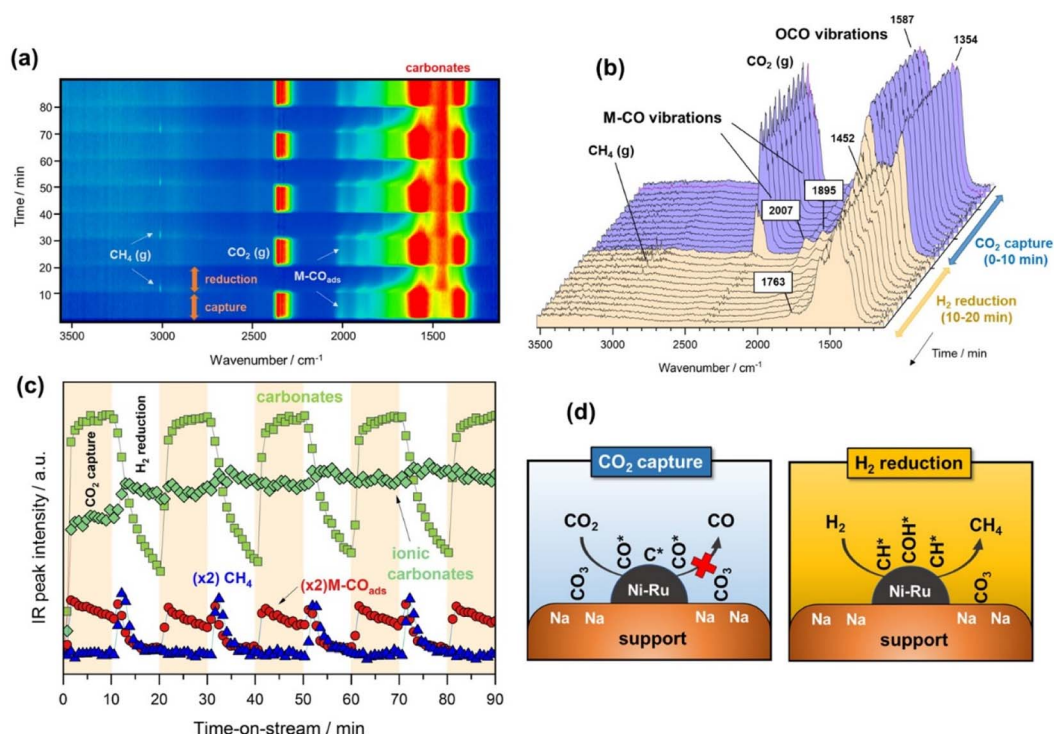 (a)
carbonates
80
70
60
50
40
30
20
10
Time / min
CH₄ (g)
CO₂ (g)
M-CO_ads
reduction
capture
3500 3000 2500 2000 1500
Wavenumber / cm⁻¹
(b)
OCO vibrations
1587
1354
CO₂ (g)
M-CO vibrations
CH₄ (g)
1452
1895
2007
1763
CO₂ capture
(0-10 min)
H₂ reduction
(10-20 min)
Time / min
3500 3000 2500 2000 1500
Wavenumber / cm⁻¹
(c)
IR peak intensity / a.u.
carbonates
CO₂ capture
H₂ reduction
ionic
carbonates
(x2) CH₄
(x2)M-CO_ads
0 10 20 30 40 50 60 70 80 90
Time-on-stream / min
(d)
CO₂ capture
CO₂
CO
CO*
C*
CO*
CO₃
CO₃
Ni-Ru
Na Na Na Na
support
H₂ reduction
H₂
CH₄
CH*
COH*
CH*
CO₃
Ni-Ru
Na Na Na Na
support